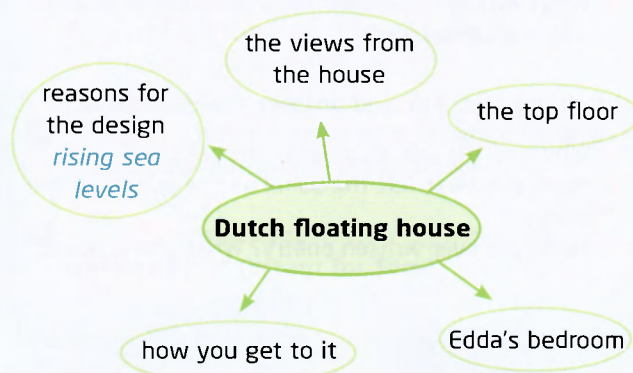 the views from
the house
reasons for
the design
rising sea
levels
the top floor
Dutch floating house
how you get to it
Edda's bedroom